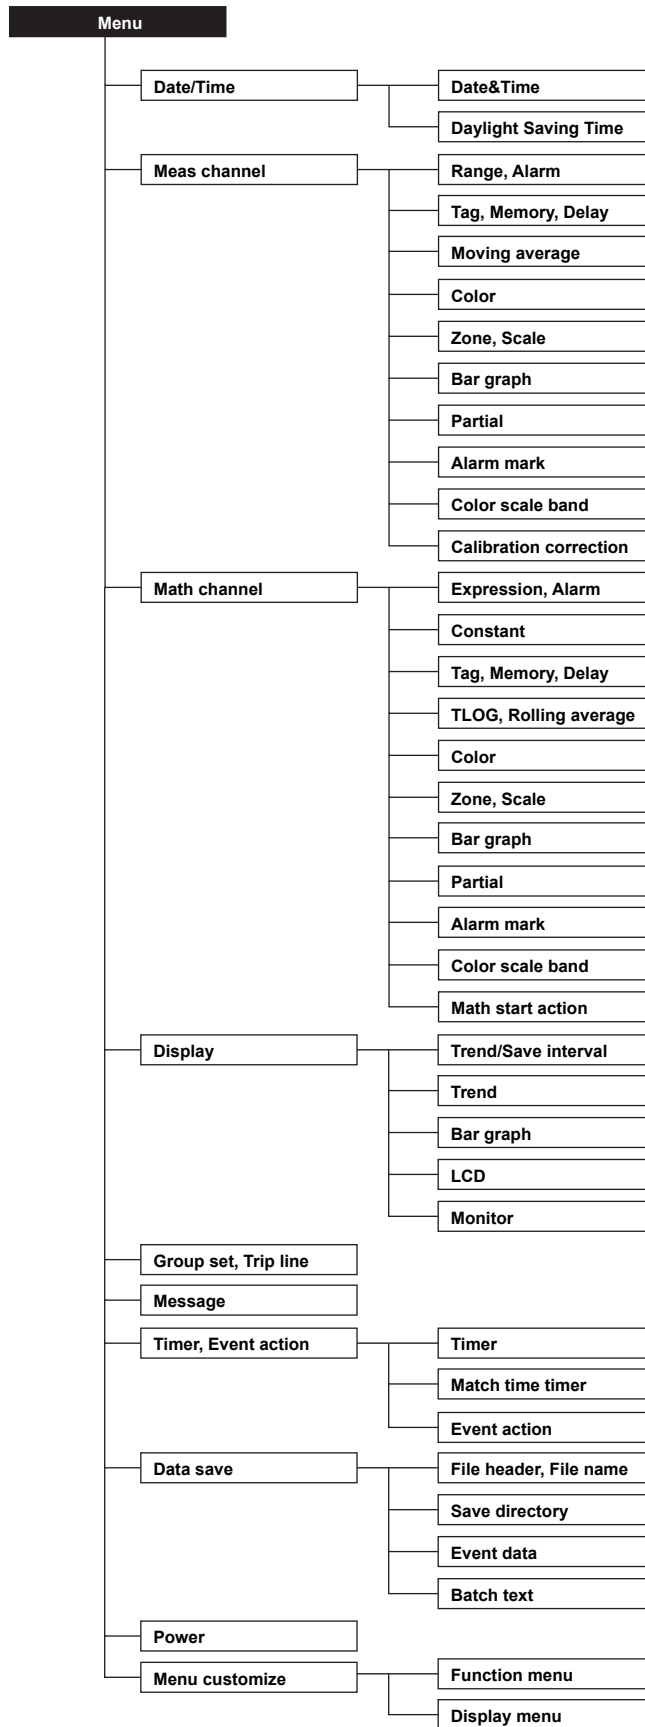 Menu
Date/Time
Date&Time
Daylight Saving Time
Meas channel
Range, Alarm
Tag, Memory, Delay
Moving average
Color
Zone, Scale
Bar graph
Partial
Alarm mark
Color scale band
Calibration correction
Math channel
Expression, Alarm
Constant
Tag, Memory, Delay
TLOG, Rolling average
Color
Zone, Scale
Bar graph
Partial
Alarm mark
Color scale band
Math start action
Display
Trend/Save interval
Trend
Bar graph
LCD
Monitor
Group set, Trip line
Message
Timer, Event action
Timer
Match time timer
Event action
Data save
File header, File name
Save directory
Event data
Batch text
Power
Menu customize
Function menu
Display menu